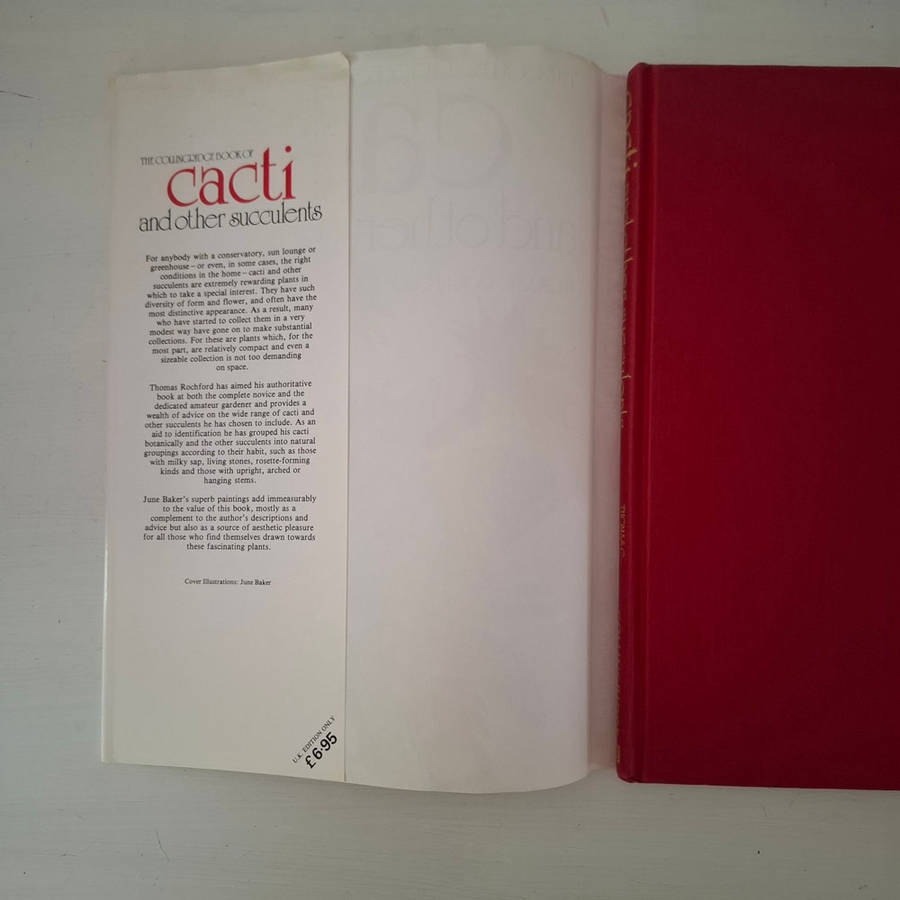 THE COLLINGRIDGE BOOK OF
cacti
and other succulents
For anybody with a conservatory, sun lounge or
greenhouse – or even, in some cases, the right
conditions in the home – cacti and other
succulents are extremely rewarding plants in
which to take a special interest. They have such
diversity of form and flower, and often have the
most distinctive appearance. As a result, many
who have started to collect them in a very
modest way have gone on to make substantial
collections. For these are plants which, for the
most part, are relatively compact and even a
sizeable collection is not too demanding
on space.
Thomas Rochford has aimed his authoritative
book at both the complete novice and the
dedicated amateur gardener and provides a
wealth of advice on the wide range of cacti and
other succulents he has chosen to include. As an
aid to identification he has grouped his cacti
botanically and the other succulents into natural
groupings according to their habit, such as those
with milky sap, living stones, rosette-forming
kinds and those with upright, arched or
hanging stems.
June Baker's superb paintings add immeasurably
to the value of this book, mostly as a
complement to the author's descriptions and
advice but also as a source of aesthetic pleasure
for all those who find themselves drawn towards
these fascinating plants.
Cover Illustrations: June Baker
U.K. EDITION ONLY
£6·95
cacti and other succulents
THOMAS